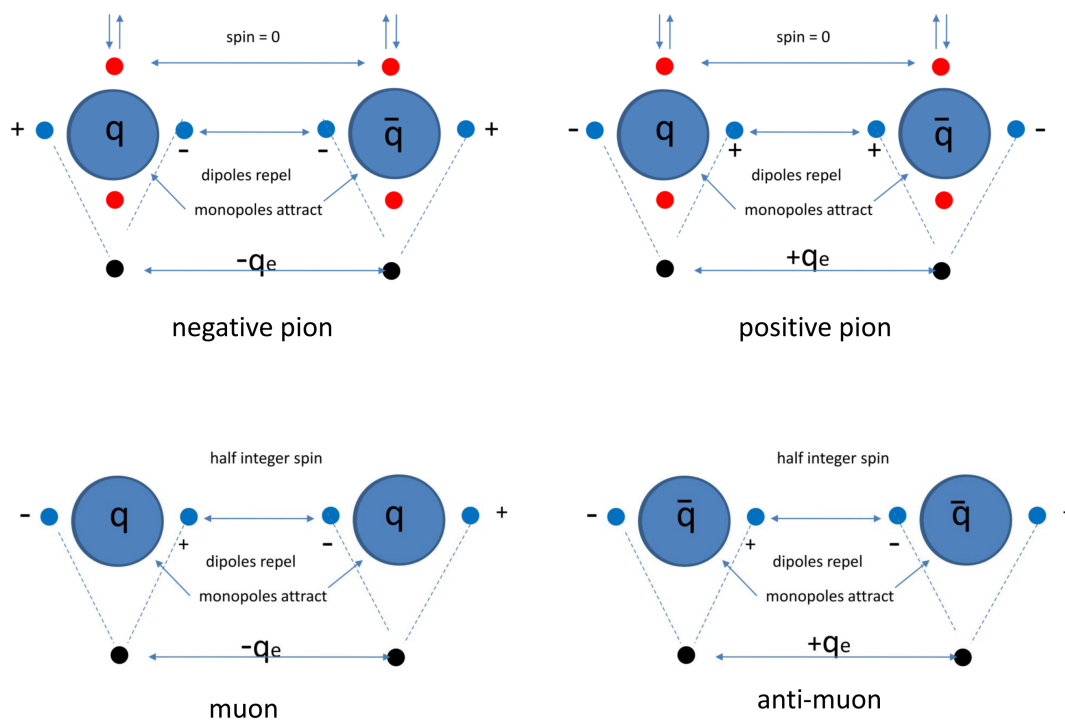 spin = 0
+ q - - q̄ +
dipoles repel
monopoles attract
-qe
negative pion
spin = 0
- q + + q̄ -
dipoles repel
monopoles attract
+qe
positive pion
half integer spin
- q + - q +
dipoles repel
monopoles attract
-qe
muon
half integer spin
- q̄ + - q̄
dipoles repel
monopoles attract
+qe
anti-muon